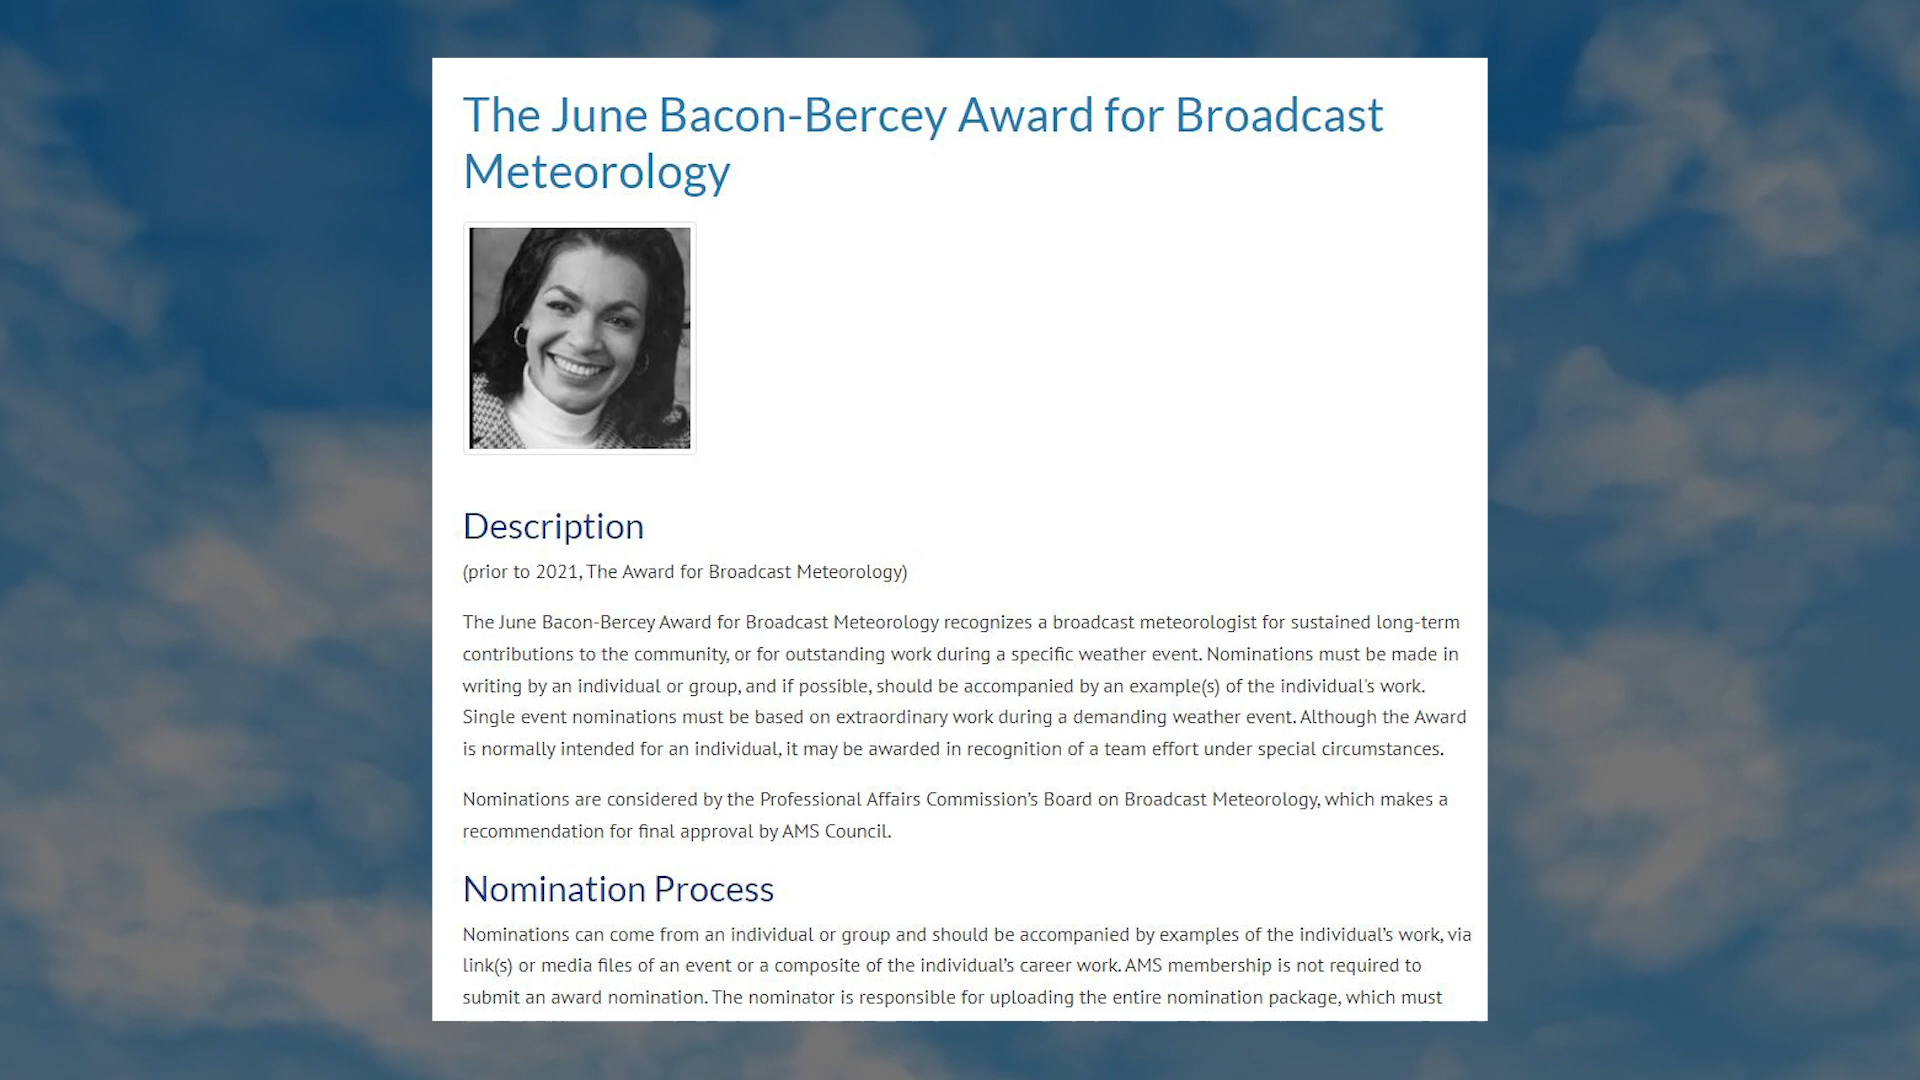 The June Bacon-Bercey Award for Broadcast
Meteorology
Description
(prior to 2021, The Award for Broadcast Meteorology)
The June Bacon-Bercey Award for Broadcast Meteorology recognizes a broadcast meteorologist for sustained long-term
contributions to the community, or for outstanding work during a specific weather event. Nominations must be made in
writing by an individual or group, and if possible, should be accompanied by an example(s) of the individual's work.
Single event nominations must be based on extraordinary work during a demanding weather event. Although the Award
is normally intended for an individual, it may be awarded in recognition of a team effort under special circumstances.
Nominations are considered by the Professional Affairs Commission’s Board on Broadcast Meteorology, which makes a
recommendation for final approval by AMS Council.
Nomination Process
Nominations can come from an individual or group and should be accompanied by examples of the individual’s work, via
link(s) or media files of an event or a composite of the individual’s career work. AMS membership is not required to
submit an award nomination. The nominator is responsible for uploading the entire nomination package, which must